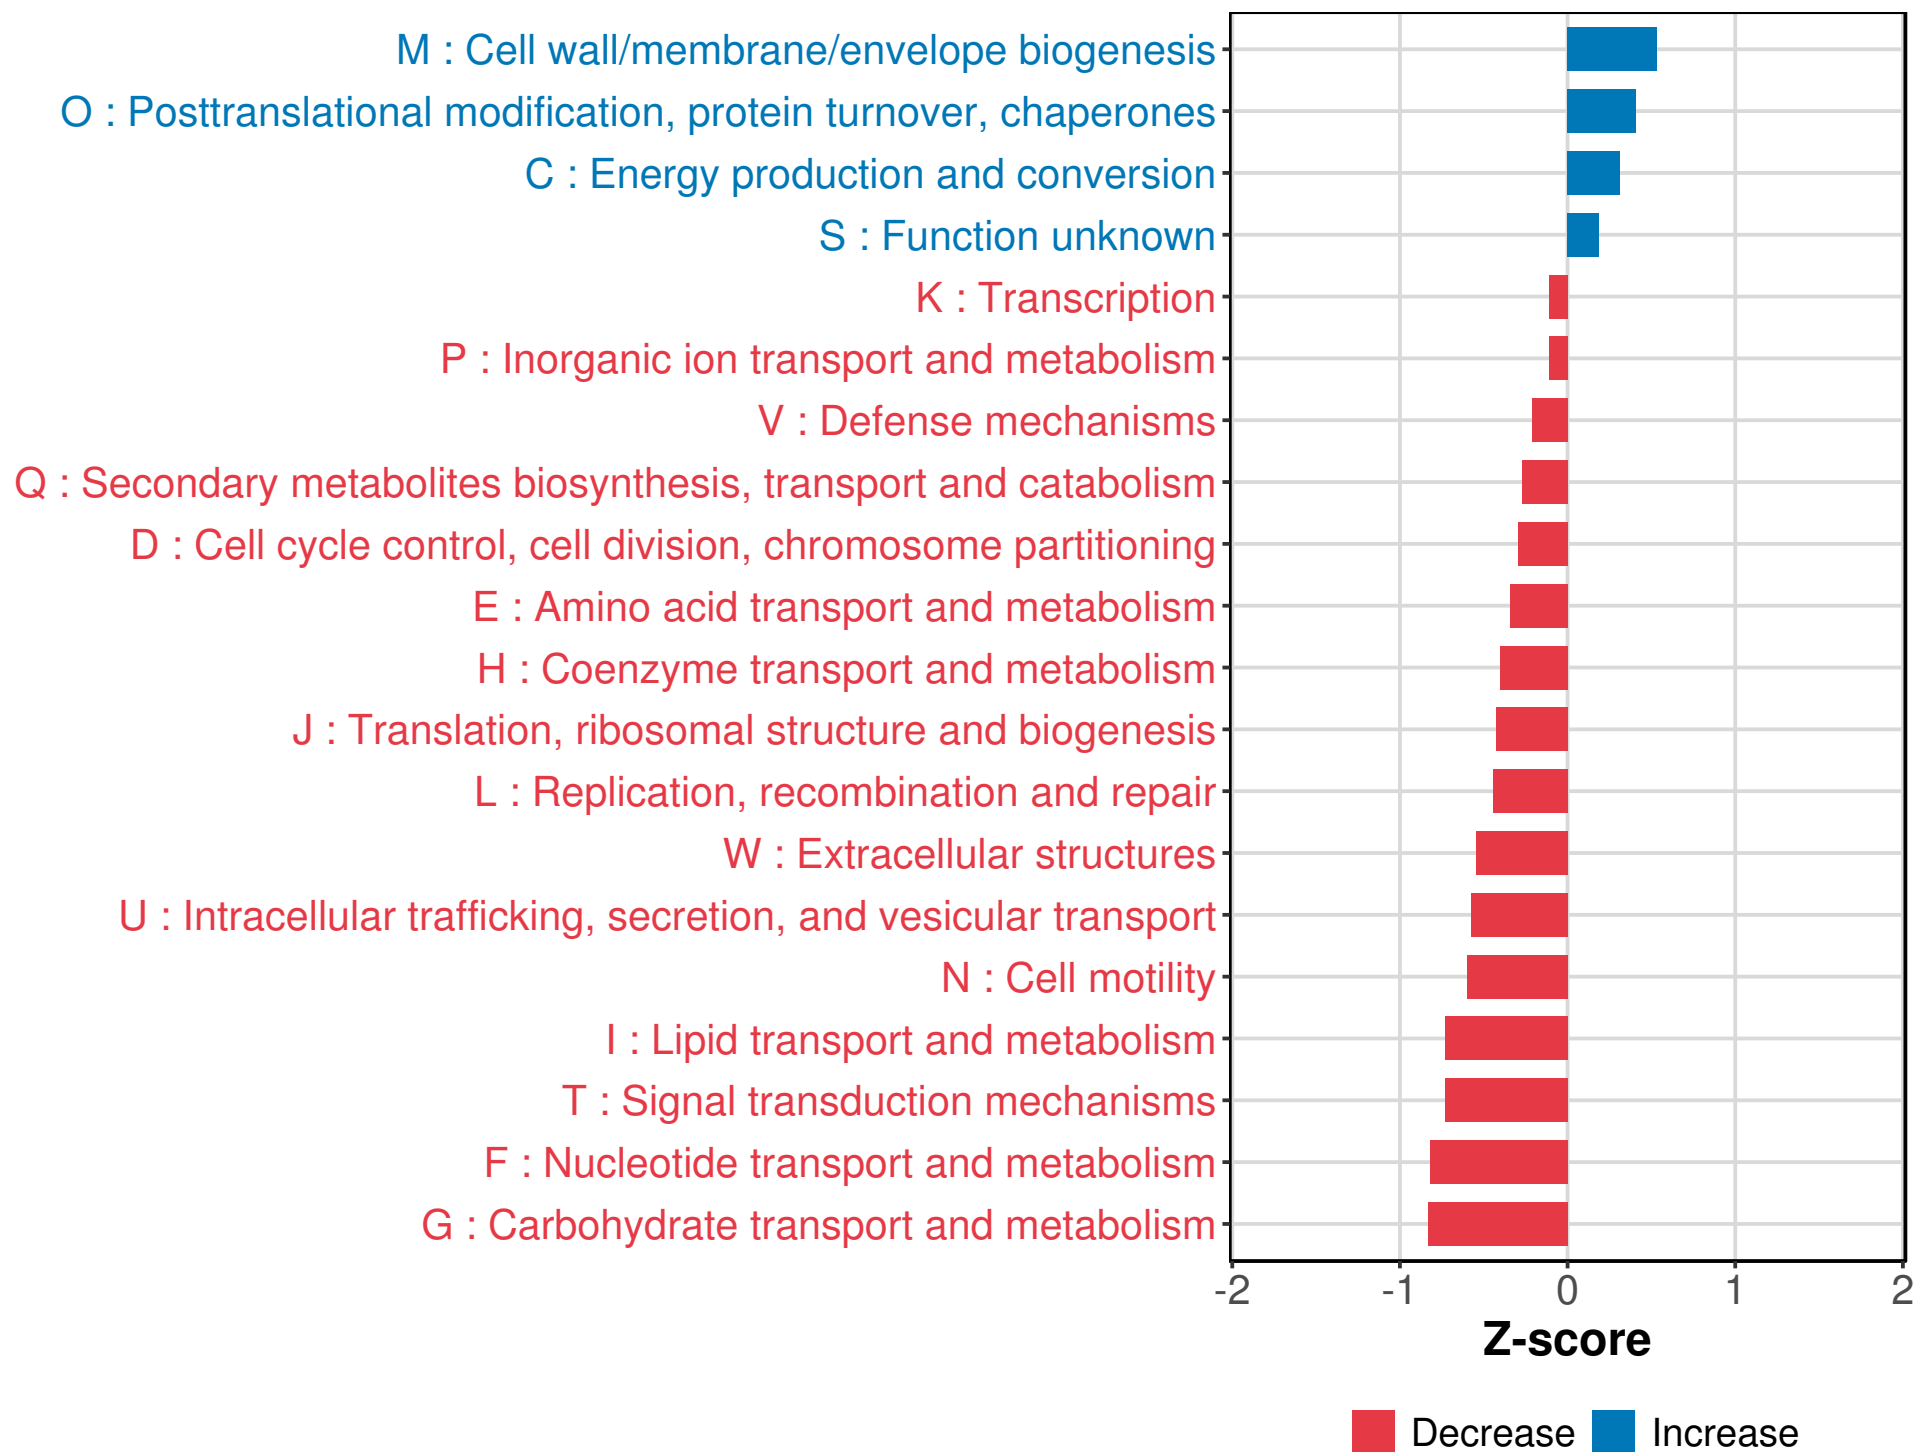 M : Cell wall/membrane/envelope biogenesis
O : Posttranslational modification, protein turnover, chaperones
C : Energy production and conversion
S : Function unknown
K : Transcription
P : Inorganic ion transport and metabolism
V : Defense mechanisms
Q : Secondary metabolites biosynthesis, transport and catabolism
D : Cell cycle control, cell division, chromosome partitioning
E : Amino acid transport and metabolism
H : Coenzyme transport and metabolism
J : Translation, ribosomal structure and biogenesis
L : Replication, recombination and repair
W : Extracellular structures
U : Intracellular trafficking, secretion, and vesicular transport
N : Cell motility
I : Lipid transport and metabolism
T : Signal transduction mechanisms
F : Nucleotide transport and metabolism
G : Carbohydrate transport and metabolism
-2 -1 0 1 2
Z-score
Decrease Increase